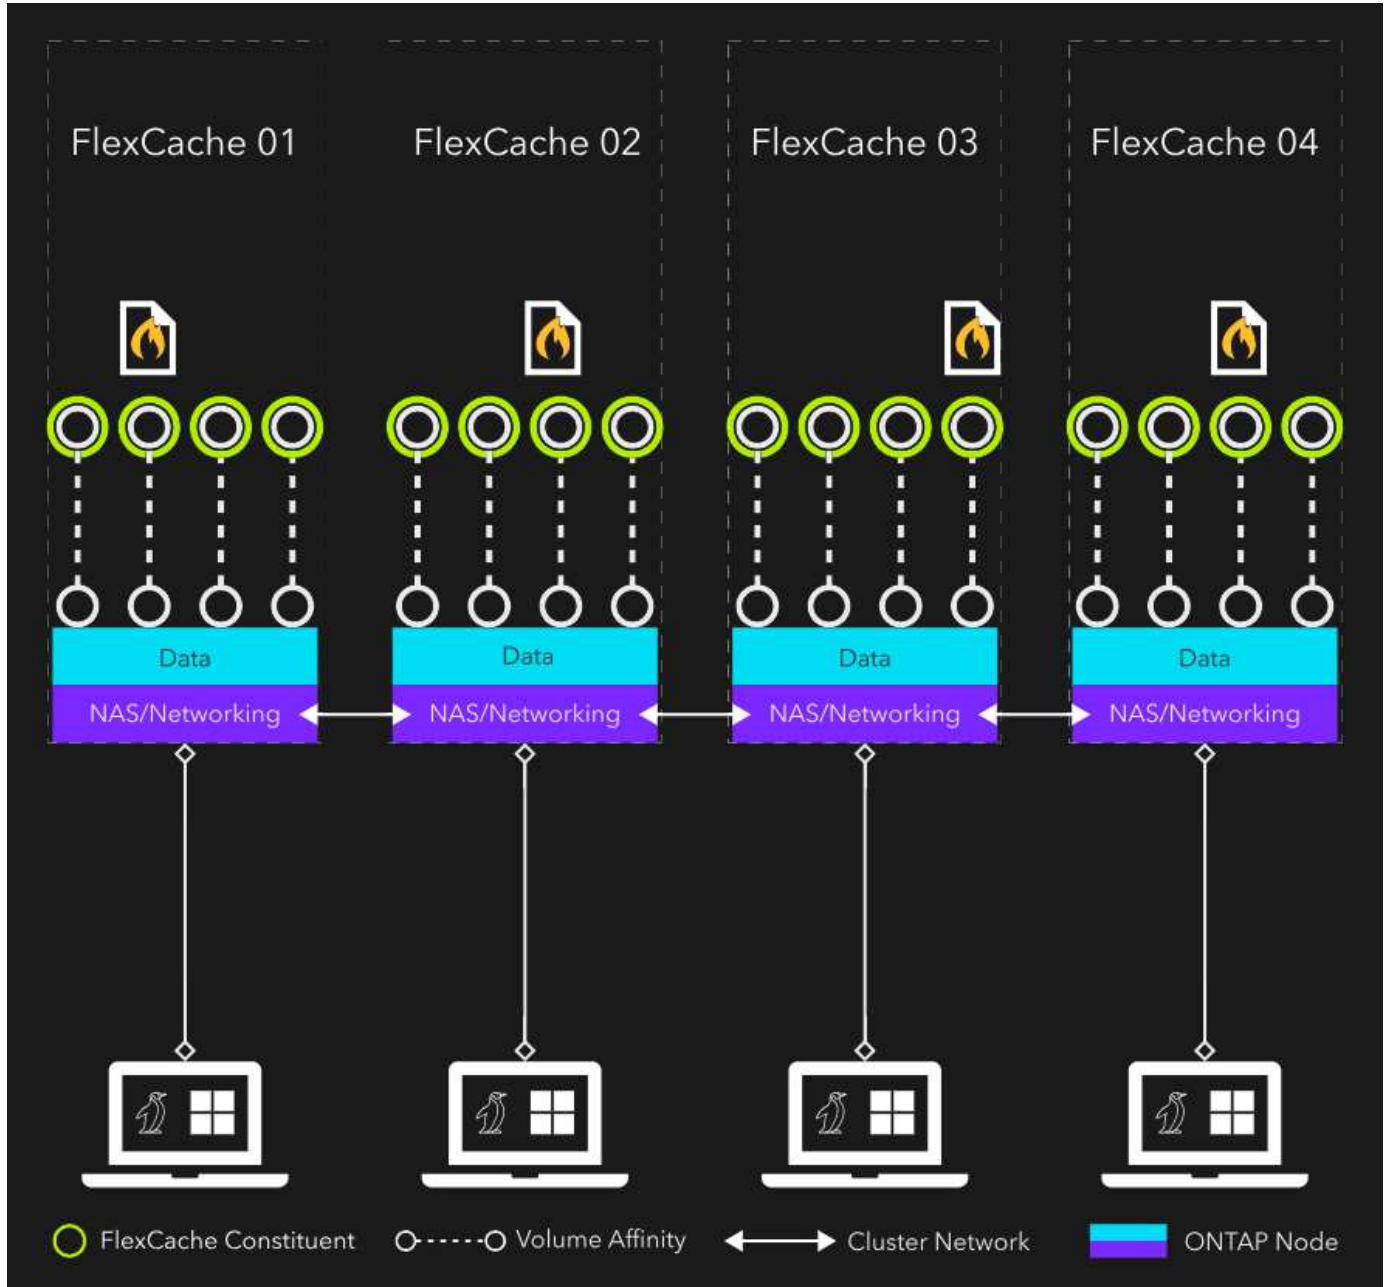 FlexCache 01 FlexCache 02 FlexCache 03 FlexCache 04
Data Data Data Data
NAS/Networking NAS/Networking NAS/Networking NAS/Networking
FlexCache Constituent Volume Affinity Cluster Network ONTAP Node